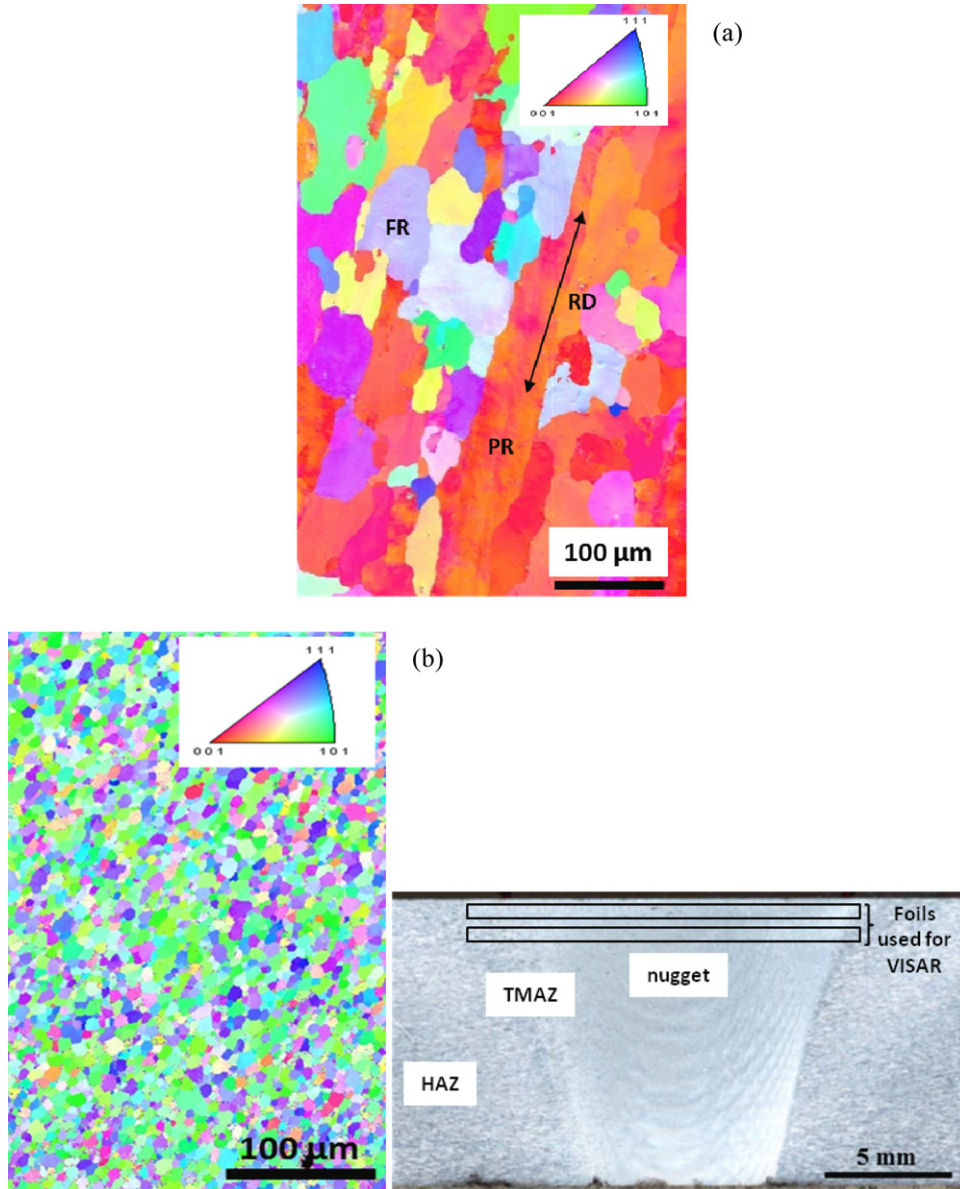 (a)
111
001
101
FR
RD
PR
100 µm
(b)
111
001
101
100 µm
Foils
used for
VISAR
nugget
TMAZ
HAZ
5 mm